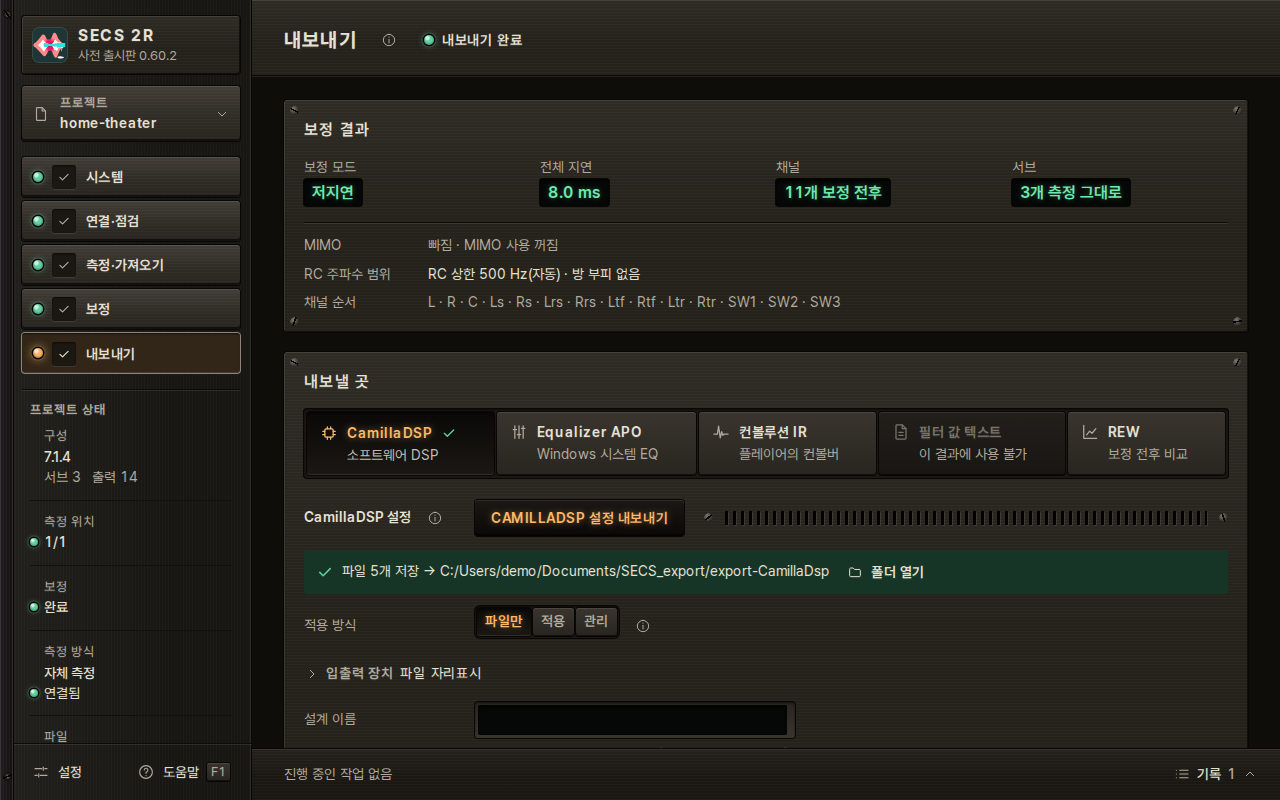 SECS 2R
사전 출시판 0.60.2
프로젝트
home-theater
시스템
연결·점검
측정·가져오기
보정
내보내기
프로젝트 상태
구성
7.1.4
서브 3 출력 14
측정 위치
1/1
보정
완료
측정 방식
자체 측정
연결됨
파일
설정
도움말 F1
내보내기
내보내기 완료
보정 결과
보정 모드
저지연
전체 지연
8.0 ms
채널
11개 보정 전후
서브
3개 측정 그대로
MIMO 빠짐 · MIMO 사용 꺼짐
RC 주파수 범위 RC 상한 500 Hz(자동) · 방 부피 없음
채널 순서 L · R · C · Ls · Rs · Lrs · Rrs · Ltf · Rtf · Ltr · Rtr · SW1 · SW2 · SW3
내보낼 곳
CamillaDSP
소프트웨어 DSP
Equalizer APO
Windows 시스템 EQ
컨볼루션 IR
플레이어의 컨볼버
필터 값 텍스트
이 결과에 사용 불가
REW
보정 전후 비교
CamillaDSP 설정
CAMILLADSP 설정 내보내기
파일 5개 저장 → C:/Users/demo/Documents/SECS_export/export-CamillaDsp 폴더 열기
적용 방식 파일만 적용 관리
입출력 장치 파일 자리표시
설계 이름
진행 중인 작업 없음
기록 1